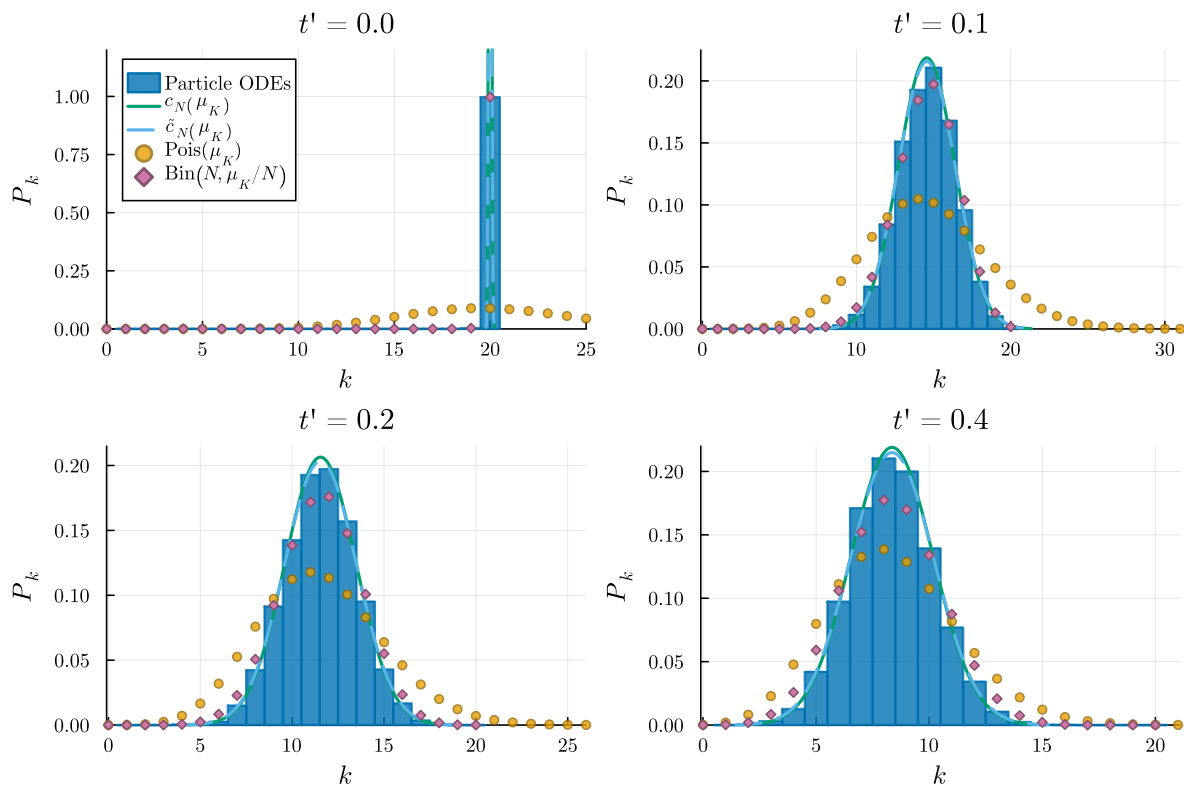 t' = 0.0
P_k
1.00
0.75
0.50
0.25
0.00
Particle ODEs
c_N(μ_K)
c̃_N(μ_K)
Pois(μ_K)
Bin(N, μ_K/N)
0 5 10 15 20 25
k
t' = 0.1
P_k
0.20
0.15
0.10
0.05
0.00
0 10 20 30
k
t' = 0.2
P_k
0.20
0.15
0.10
0.05
0.00
0 5 10 15 20 25
k
t' = 0.4
P_k
0.20
0.15
0.10
0.05
0.00
0 5 10 15 20
k